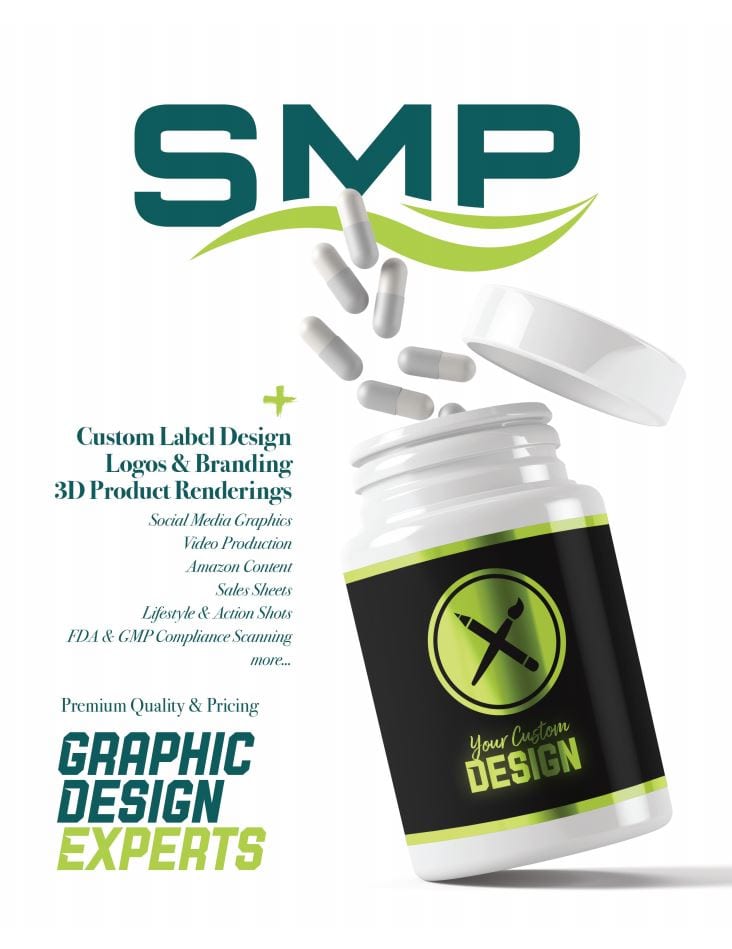 SMP
Custom Label Design
Logos & Branding
3D Product Renderings
Social Media Graphics
Video Production
Amazon Content
Sales Sheets
Lifestyle & Action Shots
FDA & GMP Compliance Scanning
more...
Premium Quality & Pricing
GRAPHIC
DESIGN
EXPERTS
Your Custom
DESIGN